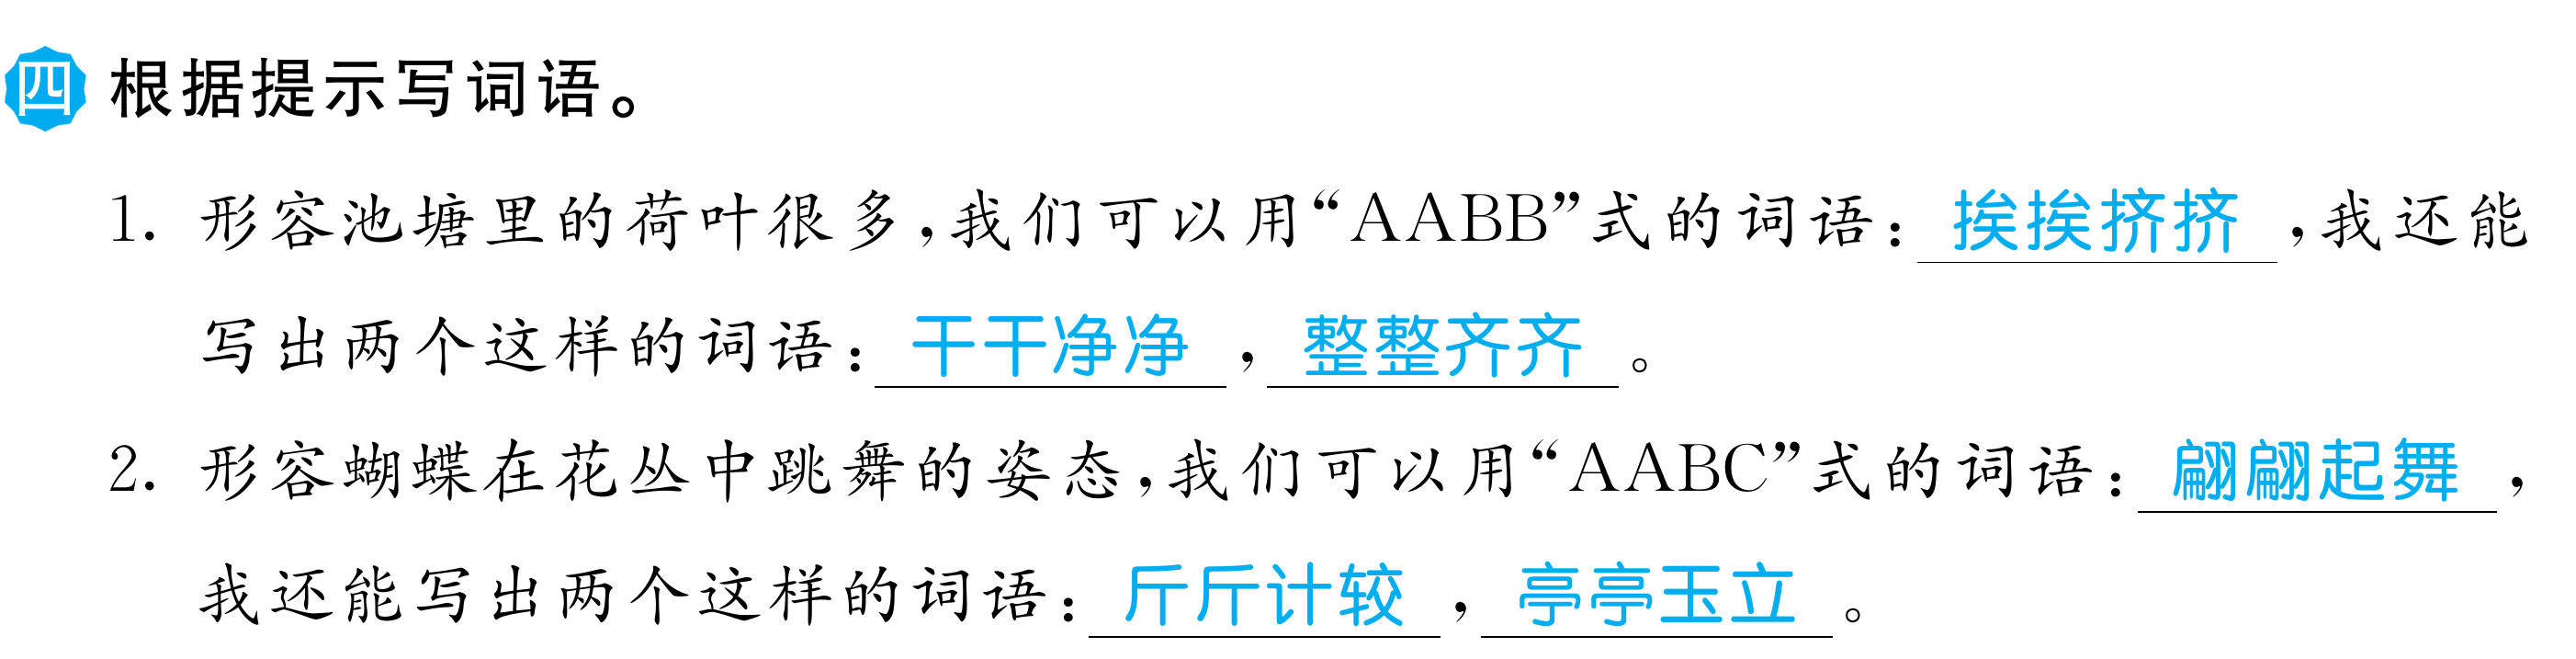 四 根据提示写词语。
1. 形容池塘里的荷叶很多,我们可以用“AABB”式的词语: 挨挨挤挤 ,我还能
写出两个这样的词语: 干干净净 , 整整齐齐 。
2. 形容蝴蝶在花丛中跳舞的姿态,我们可以用“AABC”式的词语: 翩翩起舞 ,
我还能写出两个这样的词语: 斤斤计较 , 亭亭玉立 。